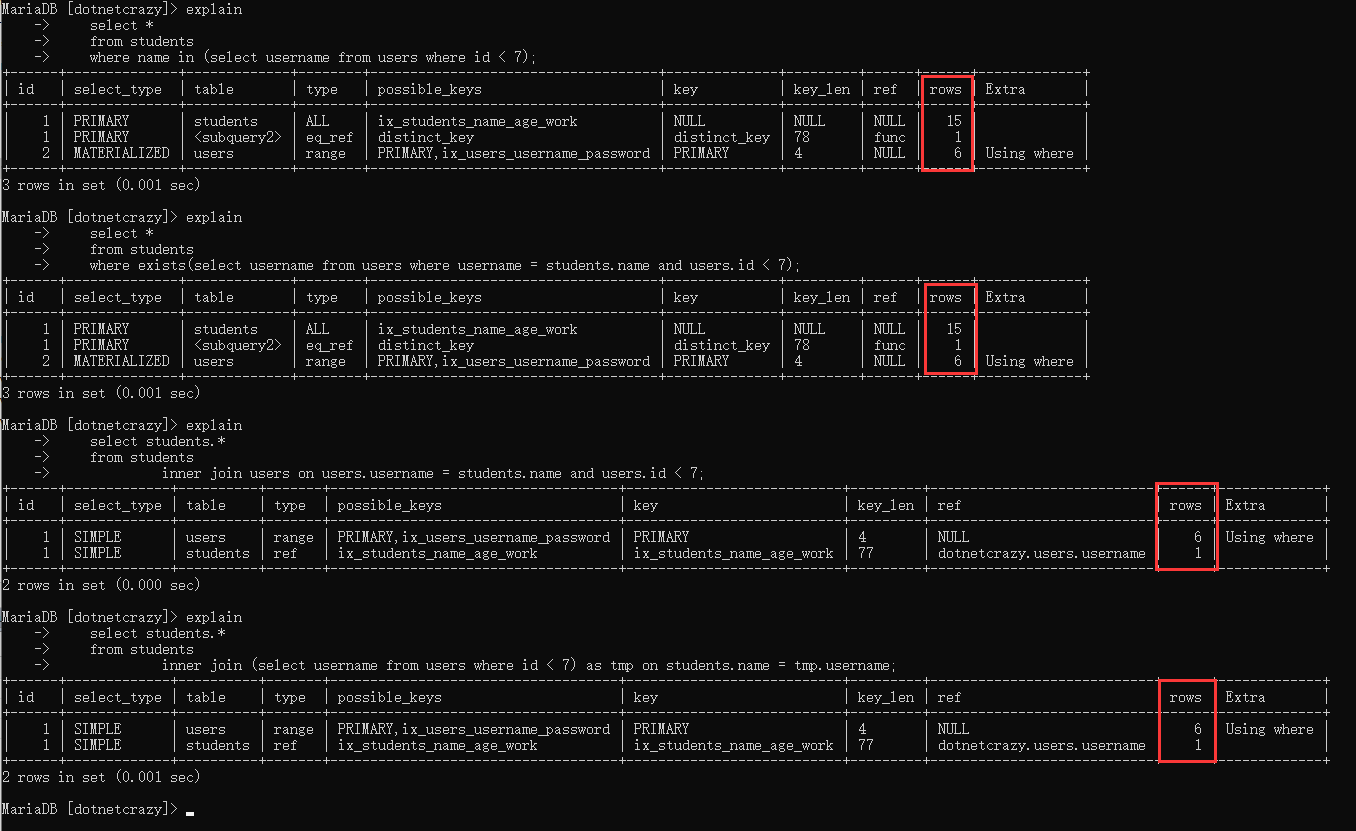 MariaDB [dotnetcrazy]> explain
    ->     select *
    ->     from students
    ->     where name in (select username from users where id < 7);
+------+--------------+-------------+--------+-----------------------------------+--------------+---------+------+------+-------------+
| id   | select_type  | table       | type   | possible_keys                     | key          | key_len | ref  | rows | Extra       |
+------+--------------+-------------+--------+-----------------------------------+--------------+---------+------+------+-------------+
|    1 | PRIMARY      | students    | ALL    | ix_students_name_age_work         | NULL         | NULL    | NULL |   15 |             |
|    1 | PRIMARY      | <subquery2> | eq_ref | distinct_key                      | distinct_key | 78      | func |    1 |             |
|    2 | MATERIALIZED | users       | range  | PRIMARY,ix_users_username_password | PRIMARY      | 4       | NULL |    6 | Using where |
+------+--------------+-------------+--------+-----------------------------------+--------------+---------+------+------+-------------+
3 rows in set (0.001 sec)
MariaDB [dotnetcrazy]> explain
    ->     select *
    ->     from students
    ->     where exists(select username from users where username = students.name and users.id < 7);
+------+--------------+-------------+--------+-----------------------------------+--------------+---------+------+------+-------------+
| id   | select_type  | table       | type   | possible_keys                     | key          | key_len | ref  | rows | Extra       |
+------+--------------+-------------+--------+-----------------------------------+--------------+---------+------+------+-------------+
|    1 | PRIMARY      | students    | ALL    | ix_students_name_age_work         | NULL         | NULL    | NULL |   15 |             |
|    1 | PRIMARY      | <subquery2> | eq_ref | distinct_key                      | distinct_key | 78      | func |    1 |             |
|    2 | MATERIALIZED | users       | range  | PRIMARY,ix_users_username_password | PRIMARY      | 4       | NULL |    6 | Using where |
+------+--------------+-------------+--------+-----------------------------------+--------------+---------+------+------+-------------+
3 rows in set (0.001 sec)
MariaDB [dotnetcrazy]> explain
    ->     select students.*
    ->     from students
    ->              inner join users on users.username = students.name and users.id < 7;
+------+-------------+----------+-------+-----------------------------------+---------------------------+---------+----------------------------+------+-------------+
| id   | select_type | table    | type  | possible_keys                     | key                       | key_len | ref                        | rows | Extra       |
+------+-------------+----------+-------+-----------------------------------+---------------------------+---------+----------------------------+------+-------------+
|    1 | SIMPLE      | users    | range | PRIMARY,ix_users_username_password | PRIMARY                   | 4       | NULL                       |    6 | Using where |
|    1 | SIMPLE      | students | ref   | ix_students_name_age_work         | ix_students_name_age_work | 77      | dotnetcrazy.users.username |    1 |             |
+------+-------------+----------+-------+-----------------------------------+---------------------------+---------+----------------------------+------+-------------+
2 rows in set (0.000 sec)
MariaDB [dotnetcrazy]> explain
    ->     select students.*
    ->     from students
    ->              inner join (select username from users where id < 7) as tmp on students.name = tmp.username;
+------+-------------+----------+-------+-----------------------------------+---------------------------+---------+----------------------------+------+-------------+
| id   | select_type | table    | type  | possible_keys                     | key                       | key_len | ref                        | rows | Extra       |
+------+-------------+----------+-------+-----------------------------------+---------------------------+---------+----------------------------+------+-------------+
|    1 | SIMPLE      | users    | range | PRIMARY,ix_users_username_password | PRIMARY                   | 4       | NULL                       |    6 | Using where |
|    1 | SIMPLE      | students | ref   | ix_students_name_age_work         | ix_students_name_age_work | 77      | dotnetcrazy.users.username |    1 |             |
+------+-------------+----------+-------+-----------------------------------+---------------------------+---------+----------------------------+------+-------------+
2 rows in set (0.001 sec)
MariaDB [dotnetcrazy]>